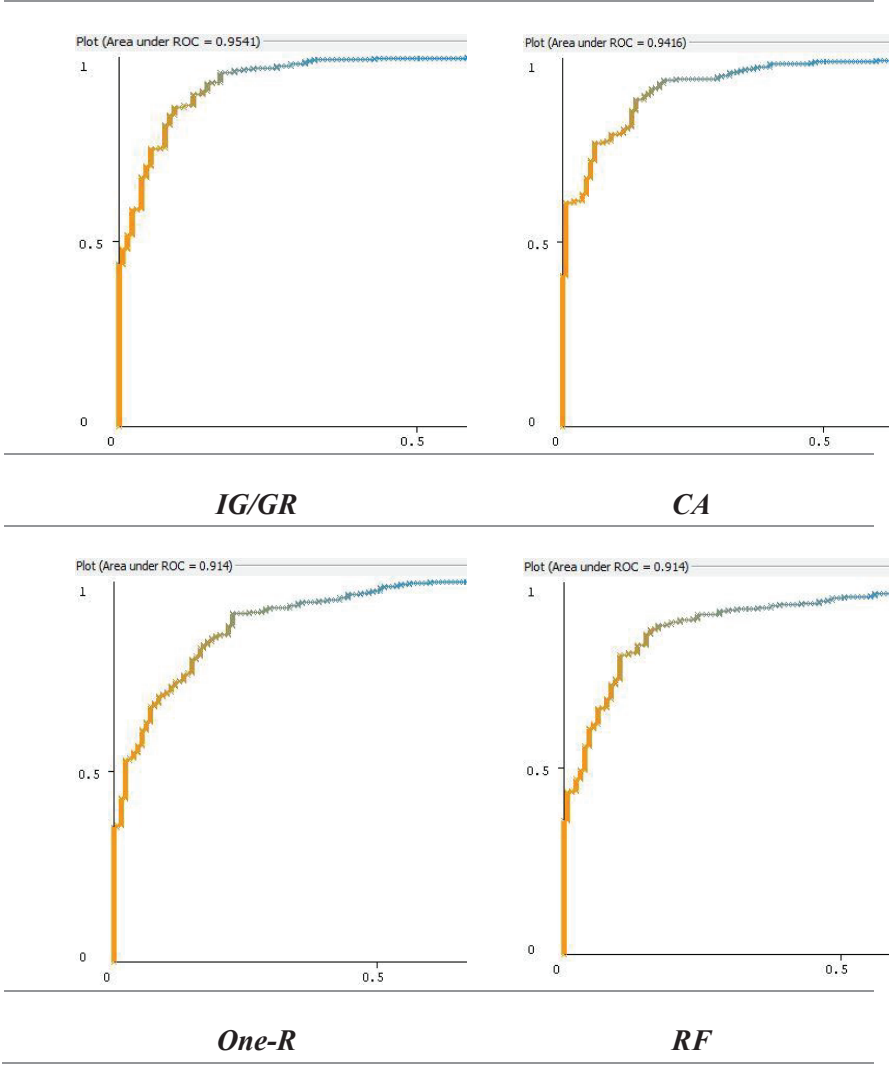 Plot (Area under ROC = 0.9541)
1
0.5
0
0
0.5
Plot (Area under ROC = 0.9416)
1
0.5
0
0
0.5
IG/GR
CA
Plot (Area under ROC = 0.914)
1
0.5
0
0
0.5
Plot (Area under ROC = 0.914)
1
0.5
0
0
0.5
One-R
RF